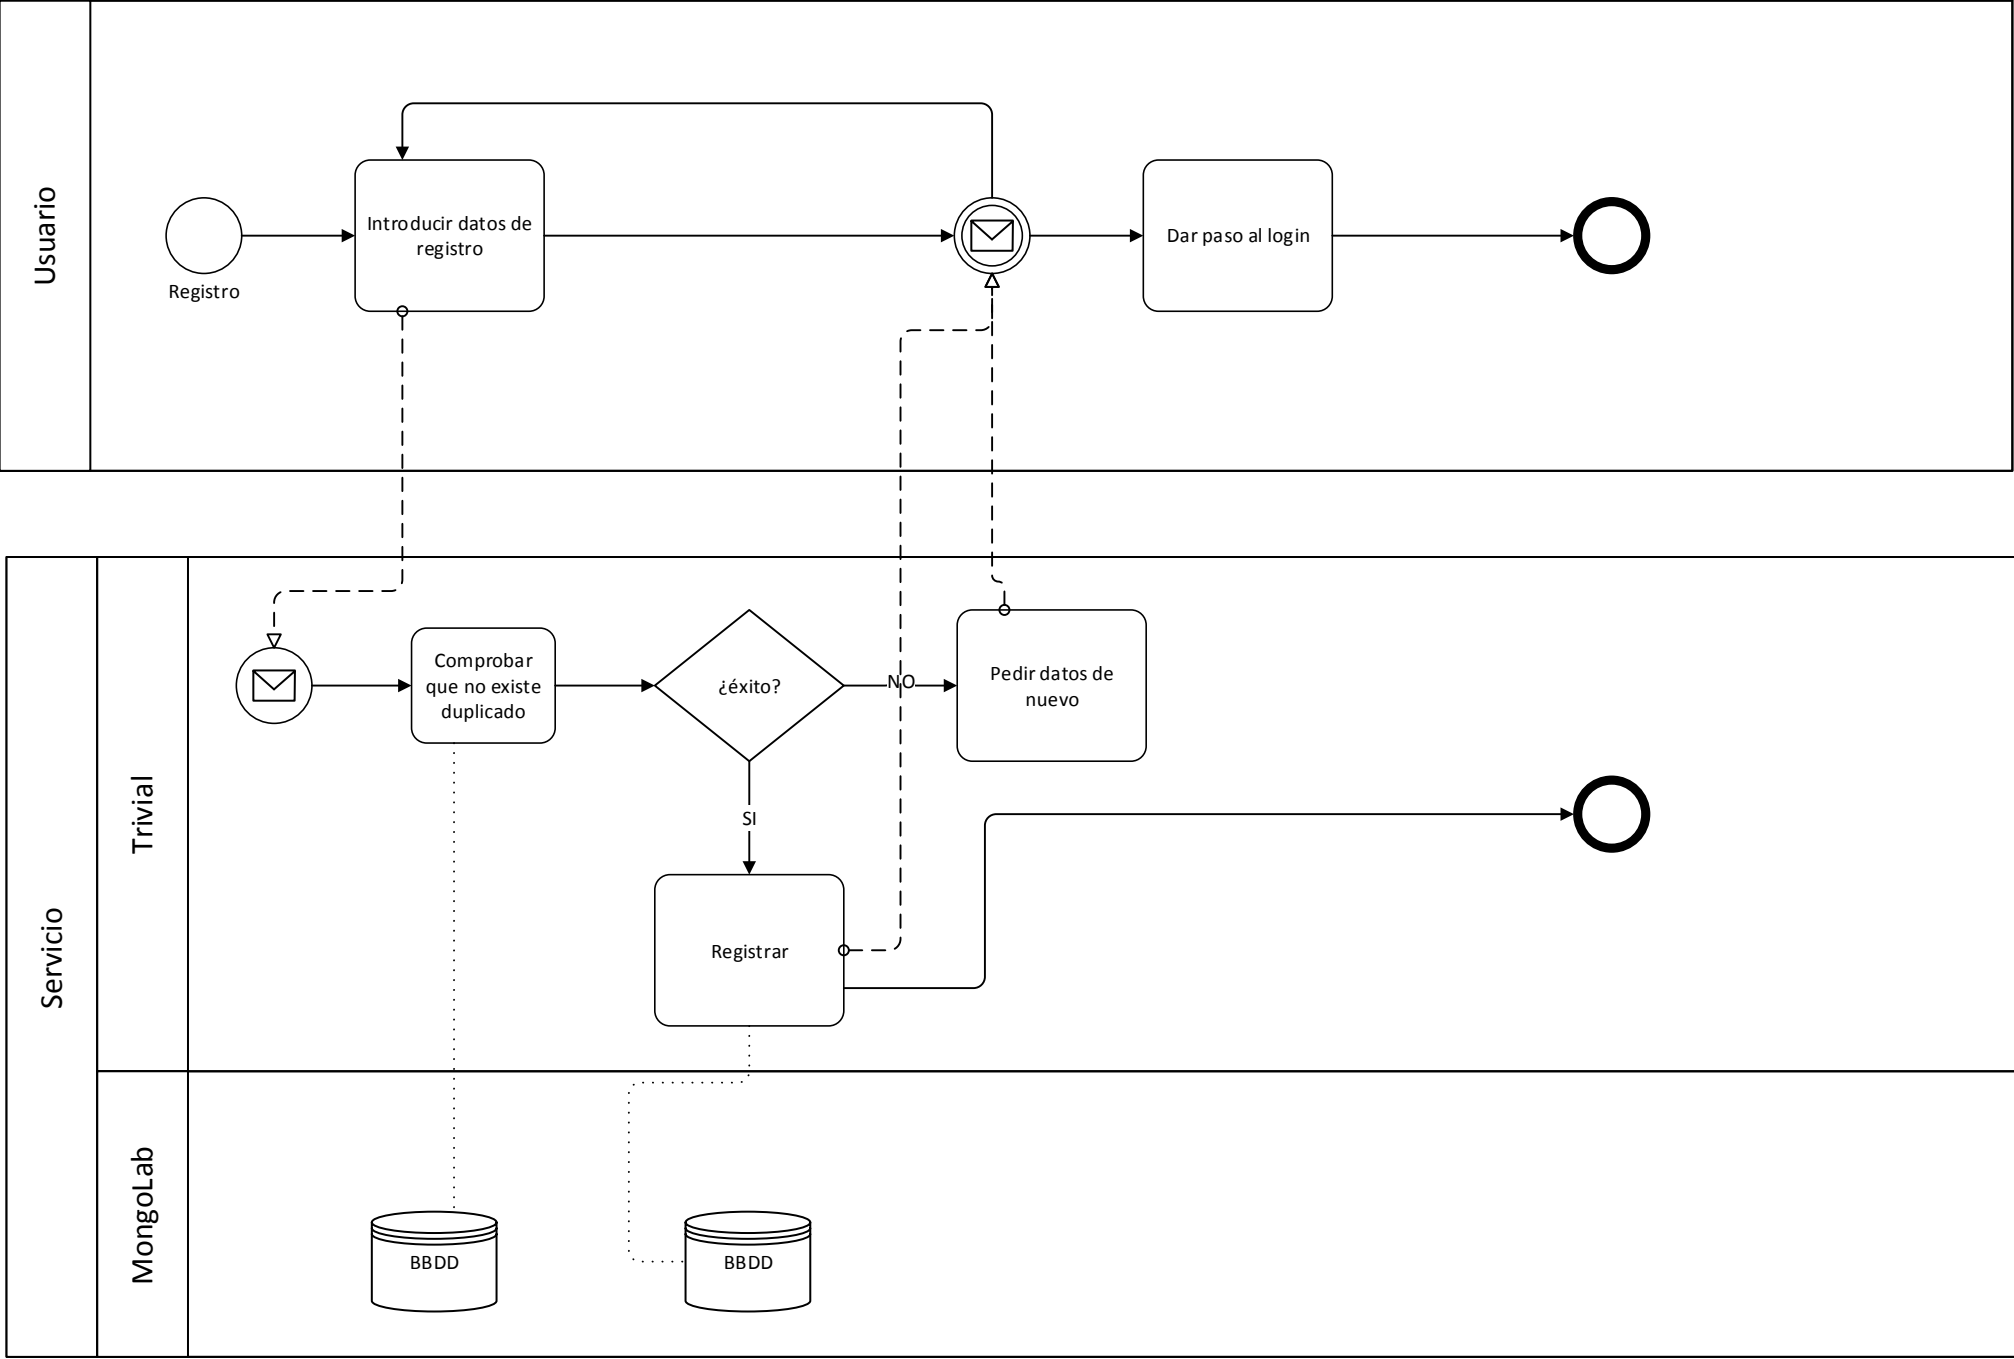 Usuario
Registro
Introducir datos de
registro
Dar paso al login
Servicio
Trivial
Comprobar
que no existe
duplicado
¿éxito?
NO
Pedir datos de
nuevo
SI
Registrar
MongoLab
BBDD
BBDD